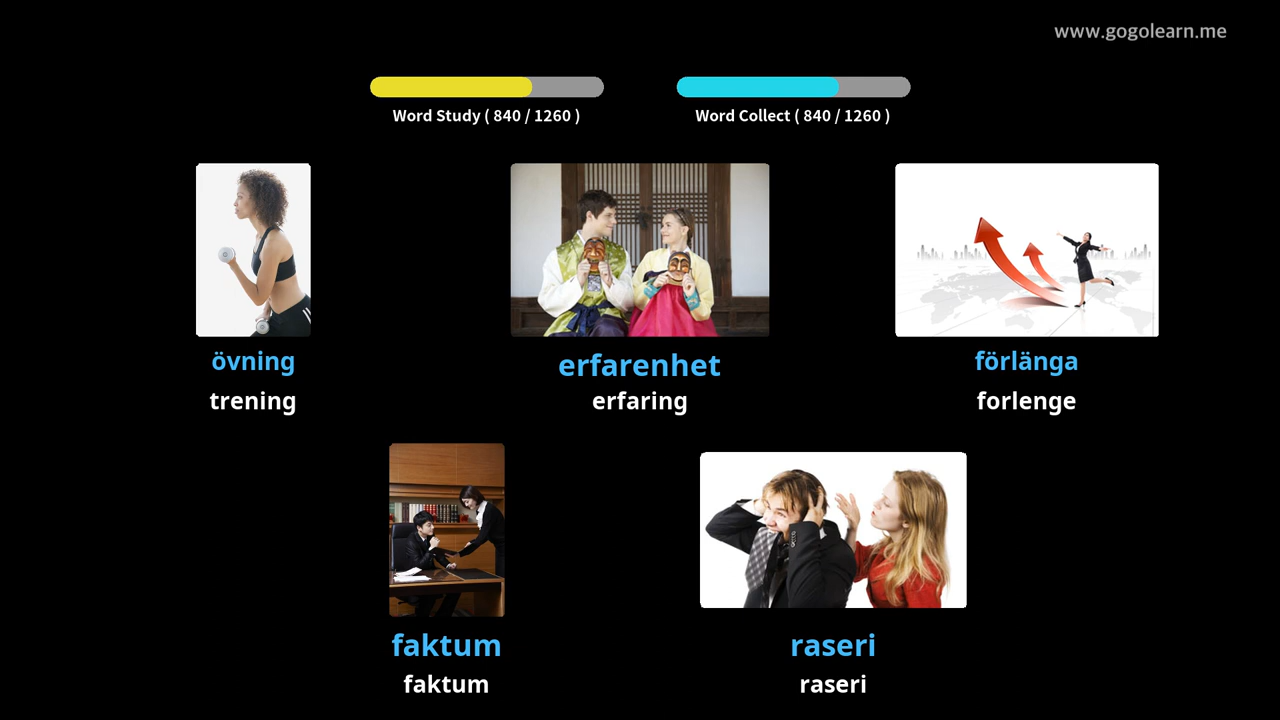 www.gogolearn.me
Word Study ( 840 / 1260 )
Word Collect ( 840 / 1260 )
övning
trening
erfarenhet
erfaring
förlänga
forlenge
faktum
faktum
raseri
raseri